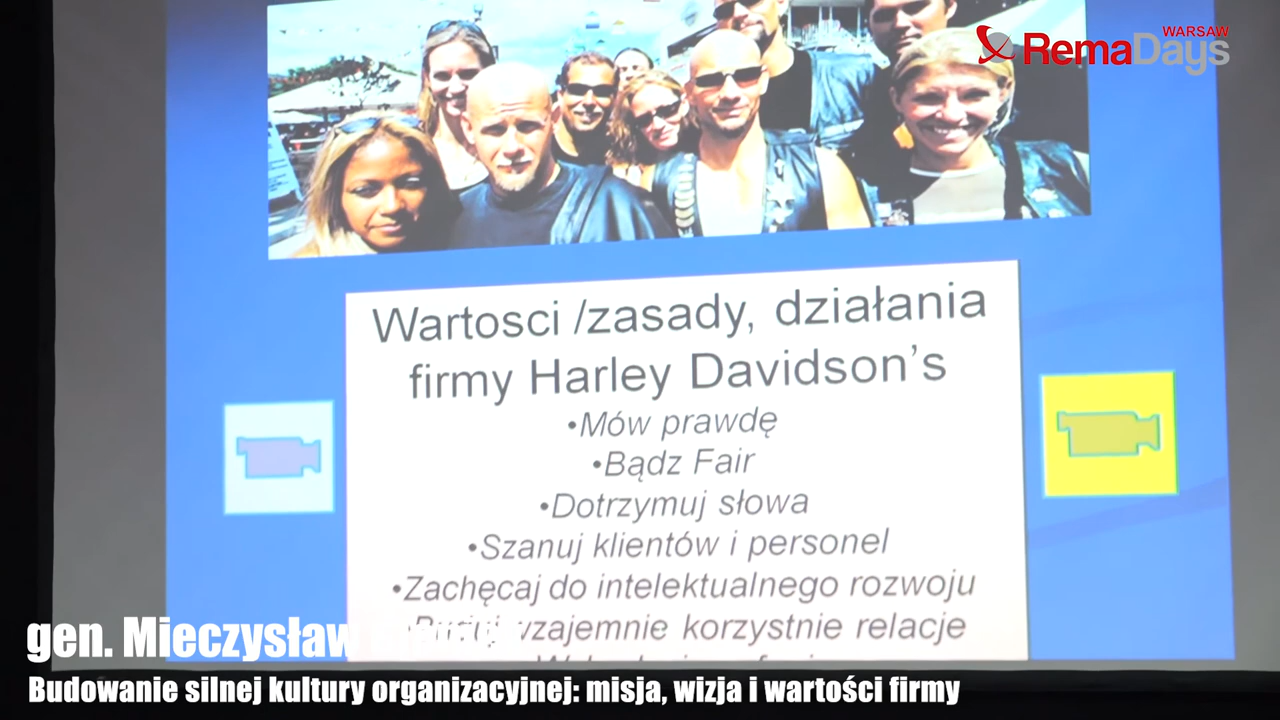 WARSAW
RemaDays
Wartosci /zasady, działania
firmy Harley Davidson’s
•Mów prawdę
•Bądz Fair
•Dotrzymuj słowa
•Szanuj klientów i personel
•Zachęcaj do intelektualnego rozwoju
wzajemnie korzystnie relacje
gen. Mieczysław
Budowanie silnej kultury organizacyjnej: misja, wizja i wartości firmy